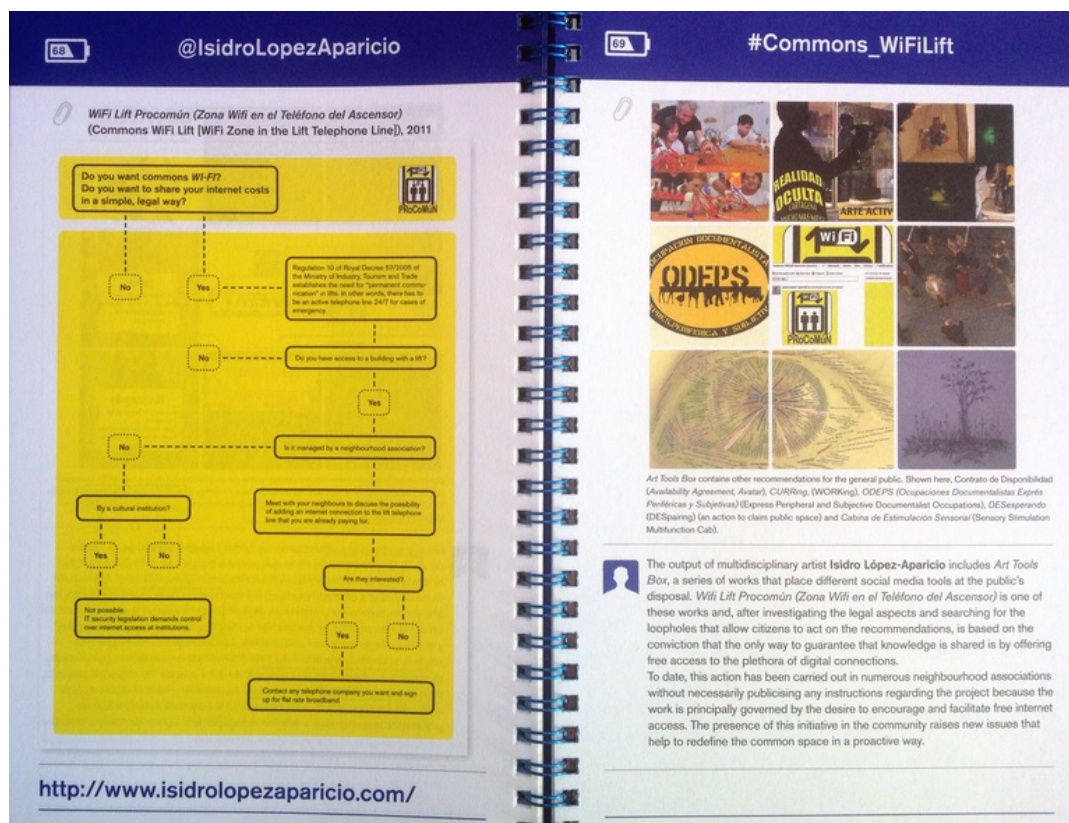 68
@IsidroLopezAparicio
WiFi Lift Procomún (Zona Wifi en el Teléfono del Ascensor)
(Commons WiFi Lift [WiFi Zone in the Lift Telephone Line]), 2011
Do you want commons Wi-Fi?
Do you want to share your internet costs
in a simple, legal way?
PRoCoMúN
No
Yes
Regulation 10 of Royal Decree 57/2005 of
the Ministry of Industry, Tourism and Trade
establishes the need for "permanent commu-
nication" in lifts. In other words, there has to
be an active telephone line 24/7 for cases of
emergency.
No
Do you have access to a building with a lift?
Yes
No
Is it managed by a neighbourhood association?
By a cultural institution?
Meet with your neighbours to discuss the possibility
of adding an internet connection to the lift telephone
line that you are already paying for.
Yes
No
Are they interested?
Not possible.
IT security legislation demands control
over internet access at institutions.
Yes
No
Contact any telephone company you want and sign
up for flat rate broadband.
http://www.isidrolopezaparicio.com/
69
#Commons_WiFiLift
REALIDAD
OCULTA
CARTAGENA
ARTE ACTIV
OCUPACION DOCUMENTALISTA
ODEPS
EXPRES, PERIFERICA Y SUBJETIV
WiFi
PRoCoMúN
Art Tools Box contains other recommendations for the general public. Shown here, Contrato de Disponibilidad
(Availability Agreement, Avatar), CURRing, (WORKing), ODEPS (Ocupaciones Documentalistas Exprés
Periféricas y Subjetivas) (Express Peripheral and Subjective Documentalist Occupations), DESesperando
(DESpairing) (an action to claim public space) and Cabina de Estimulación Sensorial (Sensory Stimulation
Multifunction Cab).
The output of multidisciplinary artist Isidro López-Aparicio includes Art Tools
Box, a series of works that place different social media tools at the public's
disposal. Wifi Lift Procomún (Zona Wifi en el Teléfono del Ascensor) is one of
these works and, after investigating the legal aspects and searching for the
loopholes that allow citizens to act on the recommendations, is based on the
conviction that the only way to guarantee that knowledge is shared is by offering
free access to the plethora of digital connections.
To date, this action has been carried out in numerous neighbourhood associations
without necessarily publicising any instructions regarding the project because the
work is principally governed by the desire to encourage and facilitate free internet
access. The presence of this initiative in the community raises new issues that
help to redefine the common space in a proactive way.